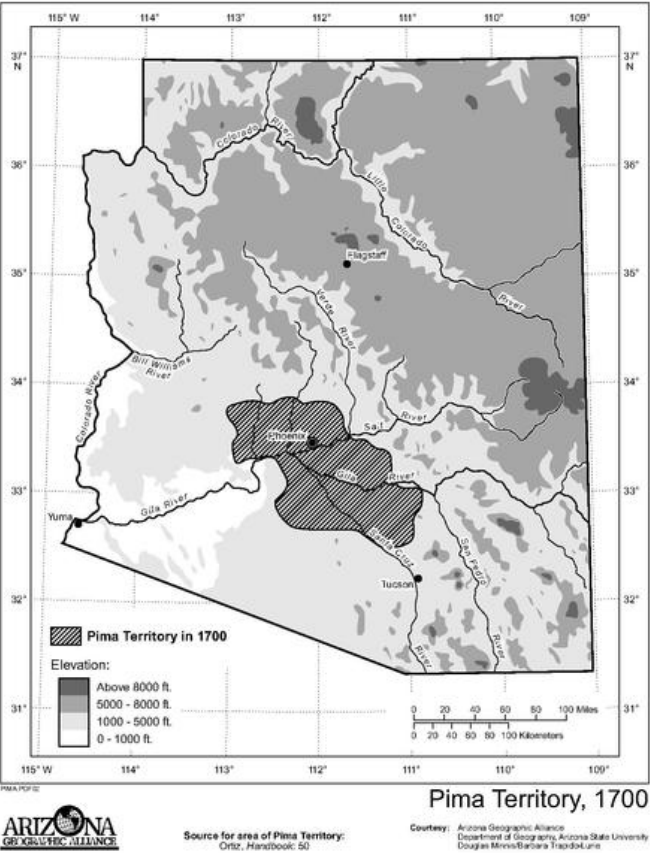 115°W 114° 113° 112° 111° 110° 109°
37°
N
37°
N
36°
36°
35°
35°
34°
34°
33°
33°
32°
32°
31°
31°
Colorado River
Little Colorado River
Flagstaff
Verde River
Bill Williams
River
Colorado River
Salt River
Phoenix
Gila River
Gila River
Yuma
Santa Cruz River
San Pedro River
Tucson
Pima Territory in 1700
Elevation:
Above 8000 ft.
5000 - 8000 ft.
1000 - 5000 ft.
0 - 1000 ft.
0 20 40 60 80 100 Miles
0 20 40 60 80 100 Kilometers
115°W 114° 113° 112° 111° 110° 109°
Pima Territory, 1700
ARIZONA
GEOGRAPHIC ALLIANCE
Source for area of Pima Territory:
Ortiz, Handbook: 50
Courtesy: Arizona Geographic Alliance
Department of Geography, Arizona State University
Douglas Minnis/Barbara Trapido-Lurie